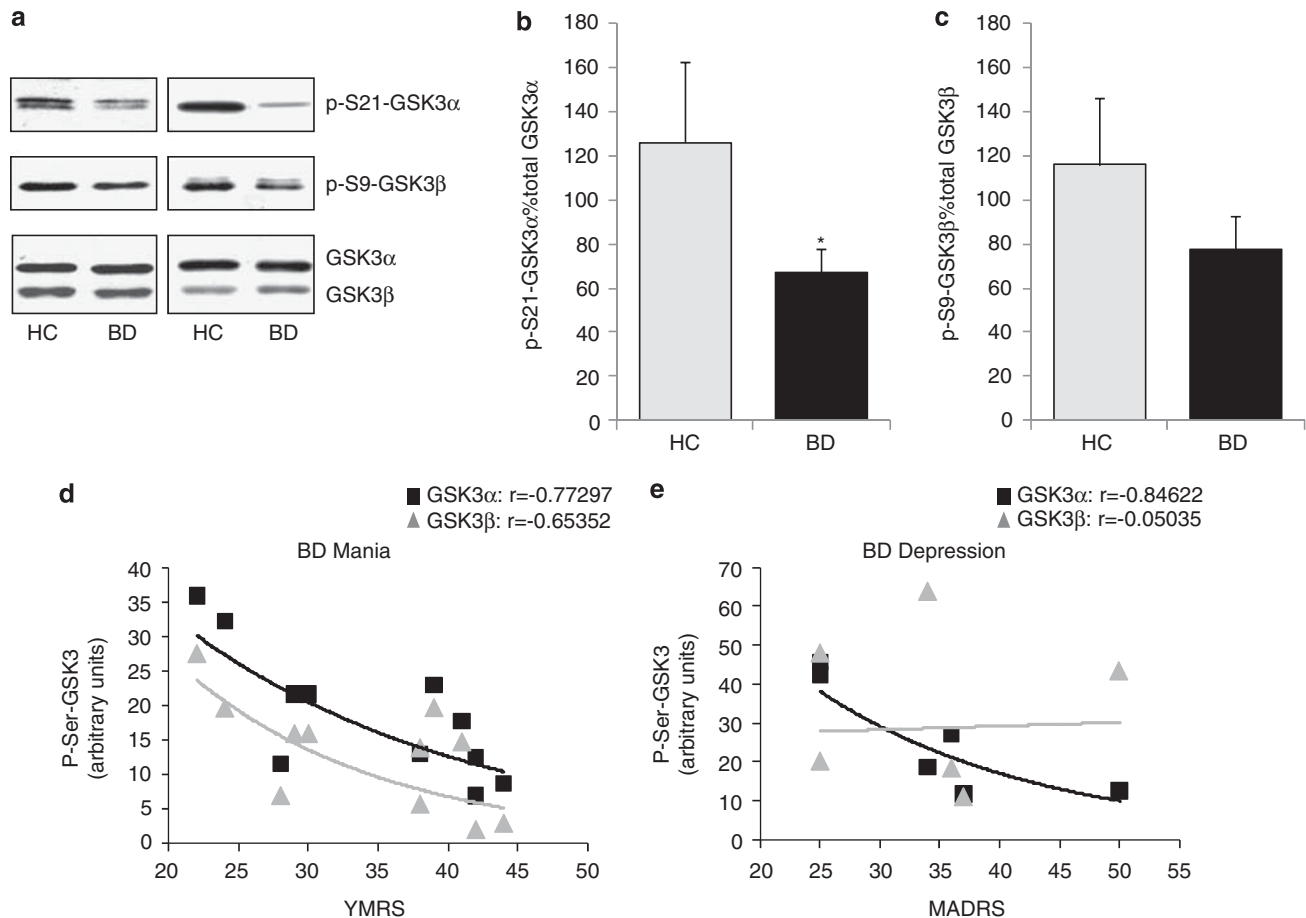 a
p-S21-GSK3α
p-S9-GSK3β
GSK3α
GSK3β
HC BD HC BD
b
p-S21-GSK3α%total GSK3α
180
160
140
120
100
80
60
40
20
0
*
HC BD
c
p-S9-GSK3β%total GSK3β
180
160
140
120
100
80
60
40
20
0
HC BD
d
GSK3α: r=-0.77297
GSK3β: r=-0.65352
BD Mania
P-Ser-GSK3
(arbitrary units)
40
35
30
25
20
15
10
5
0
20 25 30 35 40 45 50
YMRS
e
GSK3α: r=-0.84622
GSK3β: r=-0.05035
BD Depression
P-Ser-GSK3
(arbitrary units)
70
60
50
40
30
20
10
0
20 25 30 35 40 45 50 55
MADRS